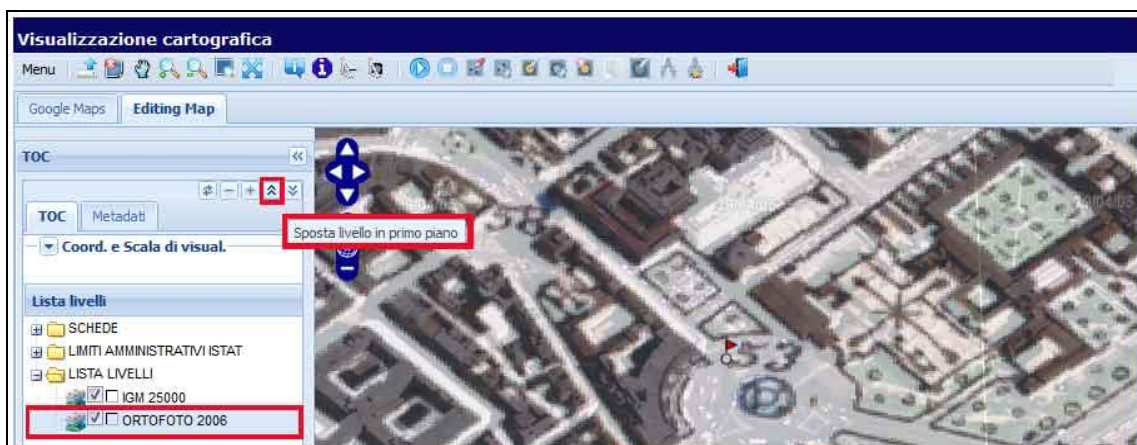 Visualizzazione cartografica
Menu
Google Maps Editing Map
TOC
TOC Metadati
Sposta livello in primo piano
Coord. e Scala di visual.
Lista livelli
SCHEDE
LIMITI AMMINISTRATIVI ISTAT
LISTA LIVELLI
IGM 25000
ORTOFOTO 2006